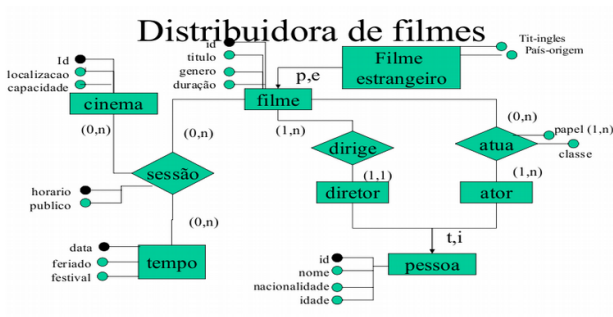 Distribuidora de filmes
Id
localizacao
capacidade
cinema
(0,n)
id
titulo
genero
duração
filme
p,e
Filme
estrangeiro
Tit-ingles
País-origem
(0,n)
(1,n)
(0,n)
sessão
dirige
atua
papel (1,n)
classe
horario
publico
(1,1)
(1,n)
diretor
ator
(0,n)
data
feriado
festival
tempo
t,i
id
nome
nacionalidade
idade
pessoa